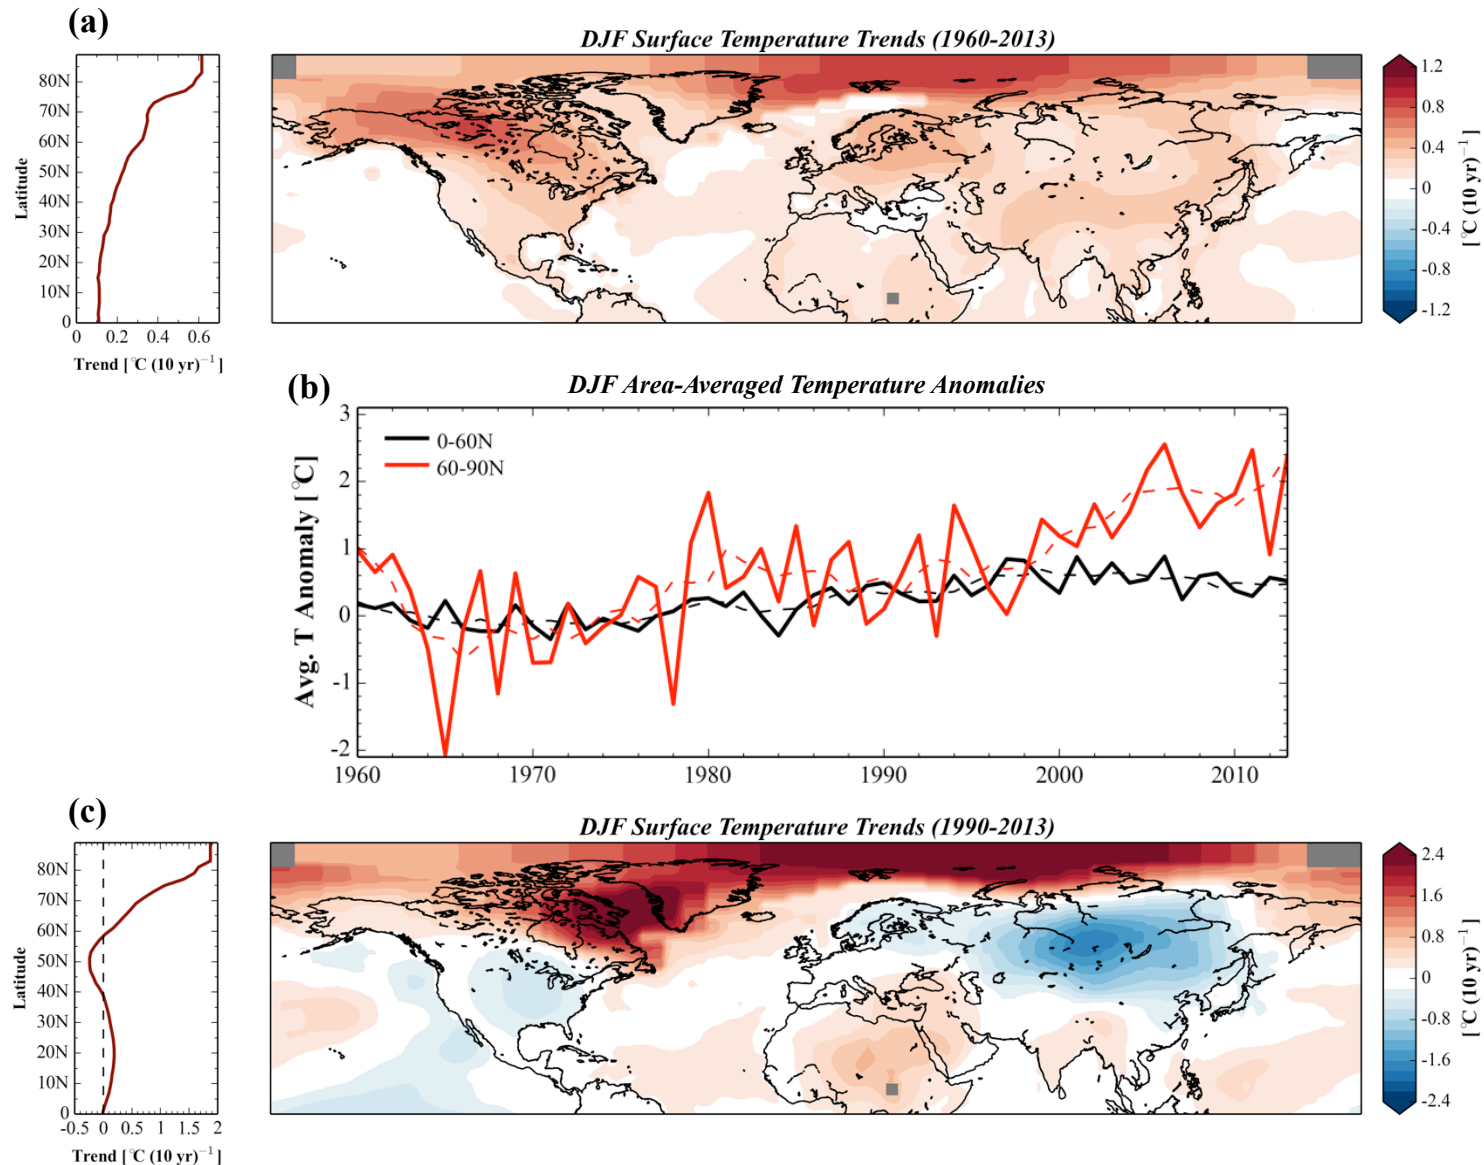 (a)
DJF Surface Temperature Trends (1960-2013)
80N
70N
60N
50N
40N
30N
20N
10N
0
Latitude
0 0.2 0.4 0.6
Trend [°C (10 yr)⁻¹]
1.2
0.8
0.4
0
-0.4
-0.8
-1.2
[°C (10 yr)⁻¹]
(b)
DJF Area-Averaged Temperature Anomalies
3
2
1
0
-1
-2
Avg. T Anomaly [°C]
0-60N
60-90N
1960 1970 1980 1990 2000 2010
(c)
DJF Surface Temperature Trends (1990-2013)
80N
70N
60N
50N
40N
30N
20N
10N
0
Latitude
-0.5 0 0.5 1 1.5 2
Trend [°C (10 yr)⁻¹]
2.4
1.6
0.8
0
-0.8
-1.6
-2.4
[°C (10 yr)⁻¹]